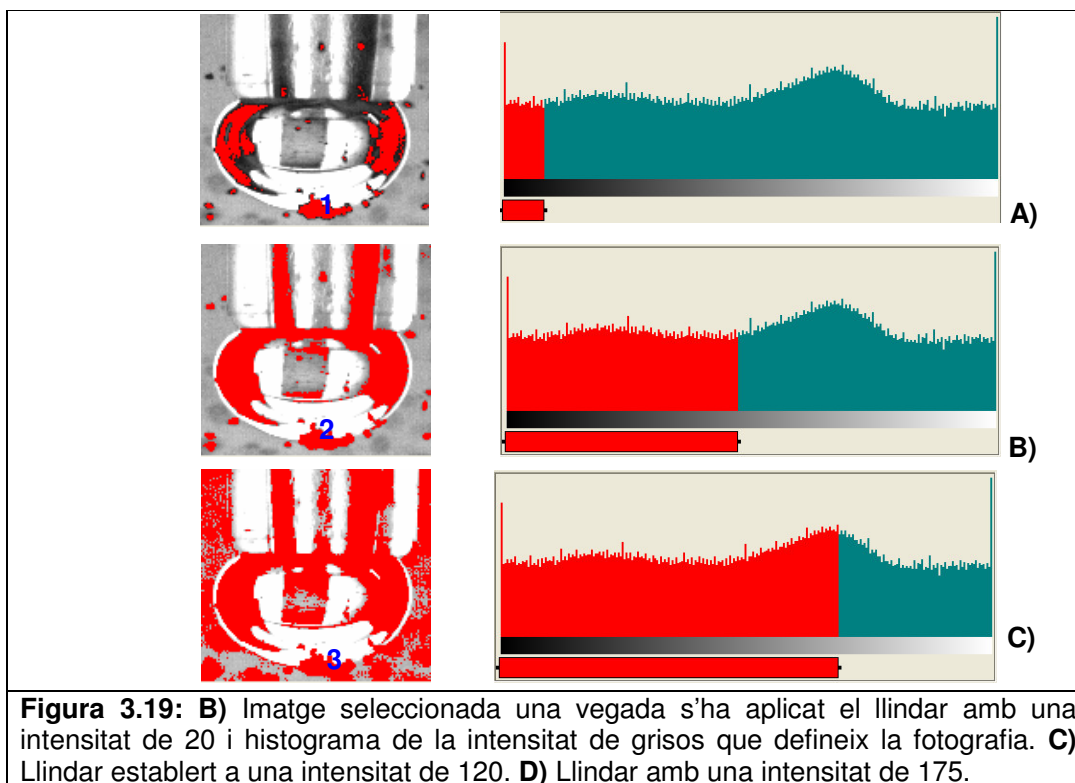 1
A)
2
B)
3
C)
Figura 3.19: B) Imatge seleccionada una vegada s'ha aplicat el llindar amb una
intensitat de 20 i histograma de la intensitat de grisos que defineix la fotografia. C)
Llindar establert a una intensitat de 120. D) Llindar amb una intensitat de 175.